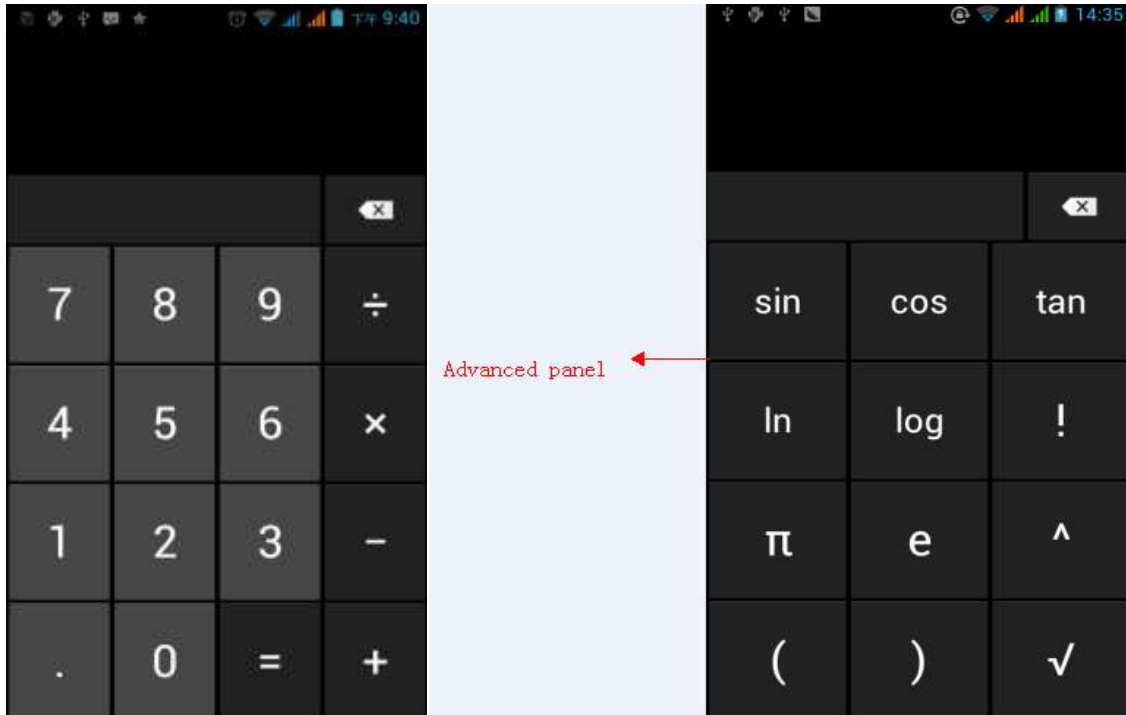 下午 9:40
7 8 9 ÷
4 5 6 ×
1 2 3 −
. 0 = +
Advanced panel
14:35
sin cos tan
ln log !
π e ^
( ) √